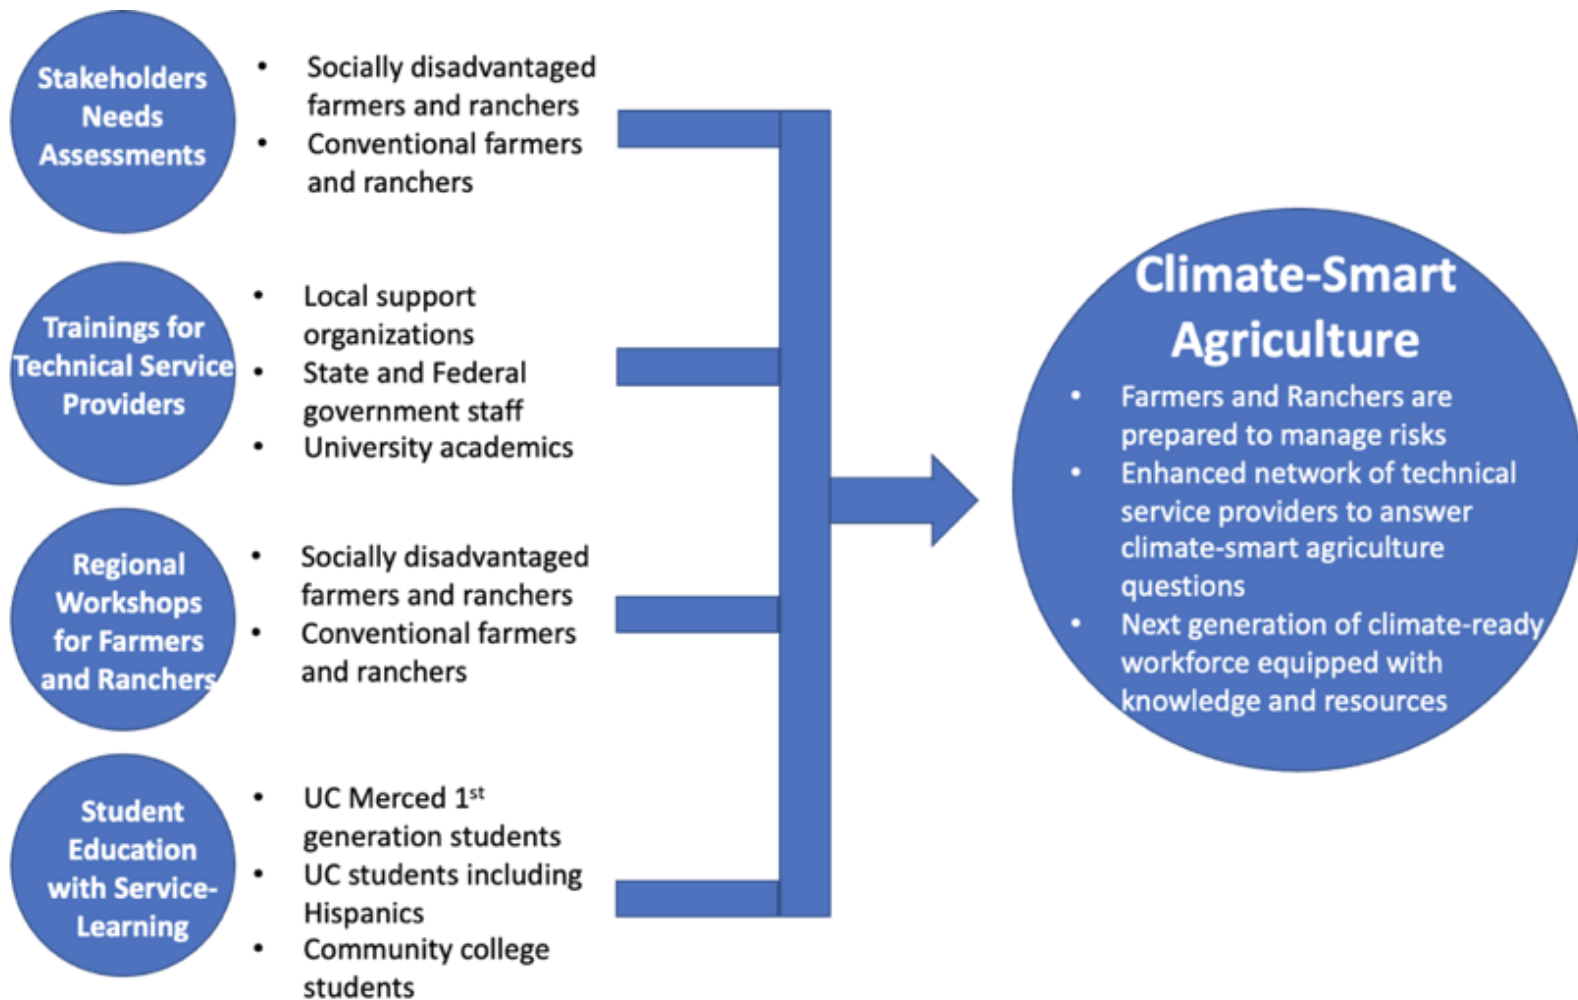 Stakeholders
Needs
Assessments
• Socially disadvantaged
farmers and ranchers
• Conventional farmers
and ranchers
Trainings for
Technical Service
Providers
• Local support
organizations
• State and Federal
government staff
• University academics
Regional
Workshops
for Farmers
and Ranchers
• Socially disadvantaged
farmers and ranchers
• Conventional farmers
and ranchers
Student
Education
with Service-
Learning
• UC Merced 1st
generation students
• UC students including
Hispanics
• Community college
students
Climate-Smart
Agriculture
• Farmers and Ranchers are
prepared to manage risks
• Enhanced network of technical
service providers to answer
climate-smart agriculture
questions
• Next generation of climate-ready
workforce equipped with
knowledge and resources